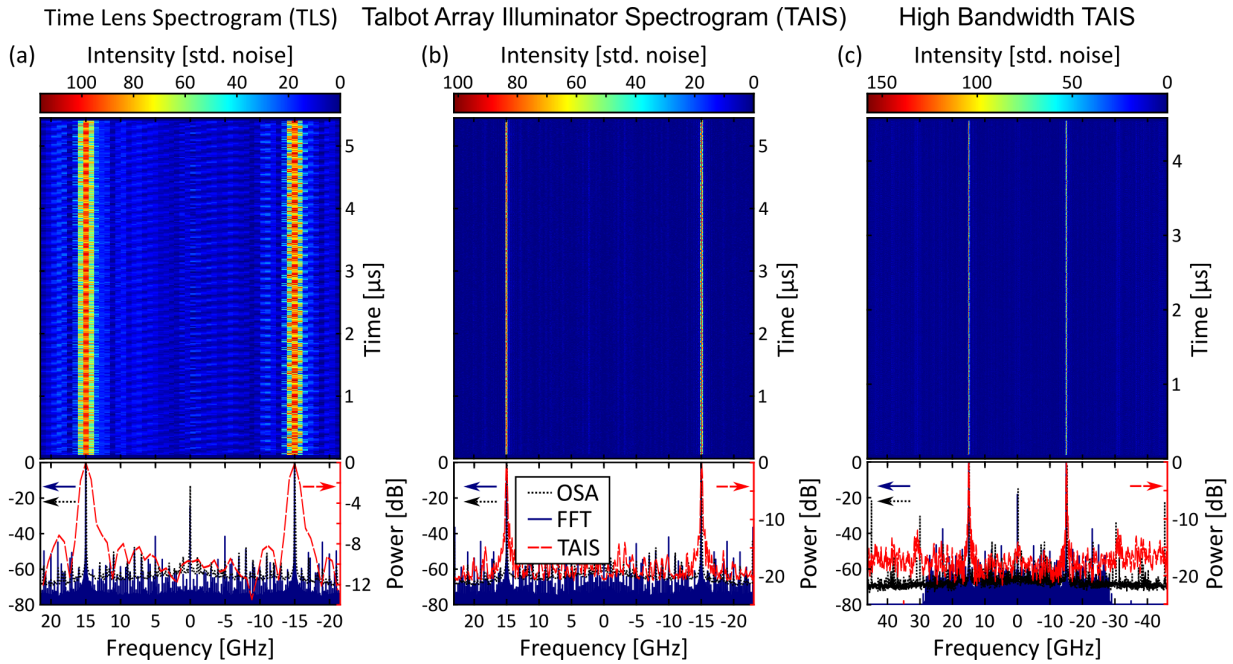 Time Lens Spectrogram (TLS)
Talbot Array Illuminator Spectrogram (TAIS)
High Bandwidth TAIS
(a)
Intensity [std. noise]
100 80 60 40 20 0
5
4
3
2
1
Time [µs]
0
-20
-40
-60
-80
0
-2
-4
-6
-8
-10
-12
Power [dB]
20 15 10 5 0 -5 -10 -15 -20
Frequency [GHz]
(b)
Intensity [std. noise]
100 80 60 40 20 0
5
4
3
2
1
Time [µs]
0
-20
-40
-60
-80
OSA
FFT
TAIS
0
-10
-20
Power [dB]
20 15 10 5 0 -5 -10 -15 -20
Frequency [GHz]
(c)
Intensity [std. noise]
150 100 50 0
4
3
2
1
Time [µs]
0
-20
-40
-60
-80
0
-5
-10
-15
-20
Power [dB]
40 30 20 10 0 -10 -20 -30 -40
Frequency [GHz]